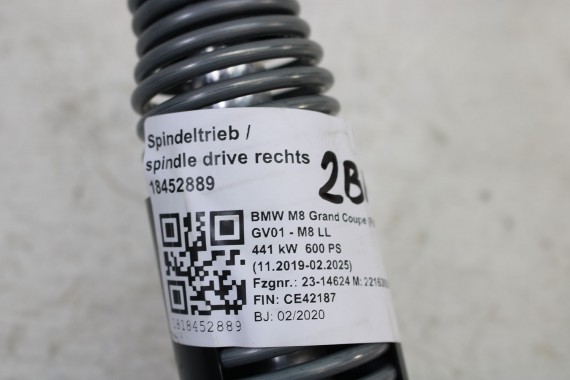 Spindeltrieb /
spindle drive rechts
18452889
BMW M8 Grand Coupe
GV01 - M8 LL
441 kW 600 PS
(11.2019-02.2025)
Fzgnr.: 23-14624 M:
FIN: CE42187
BJ: 02/2020
1818452889